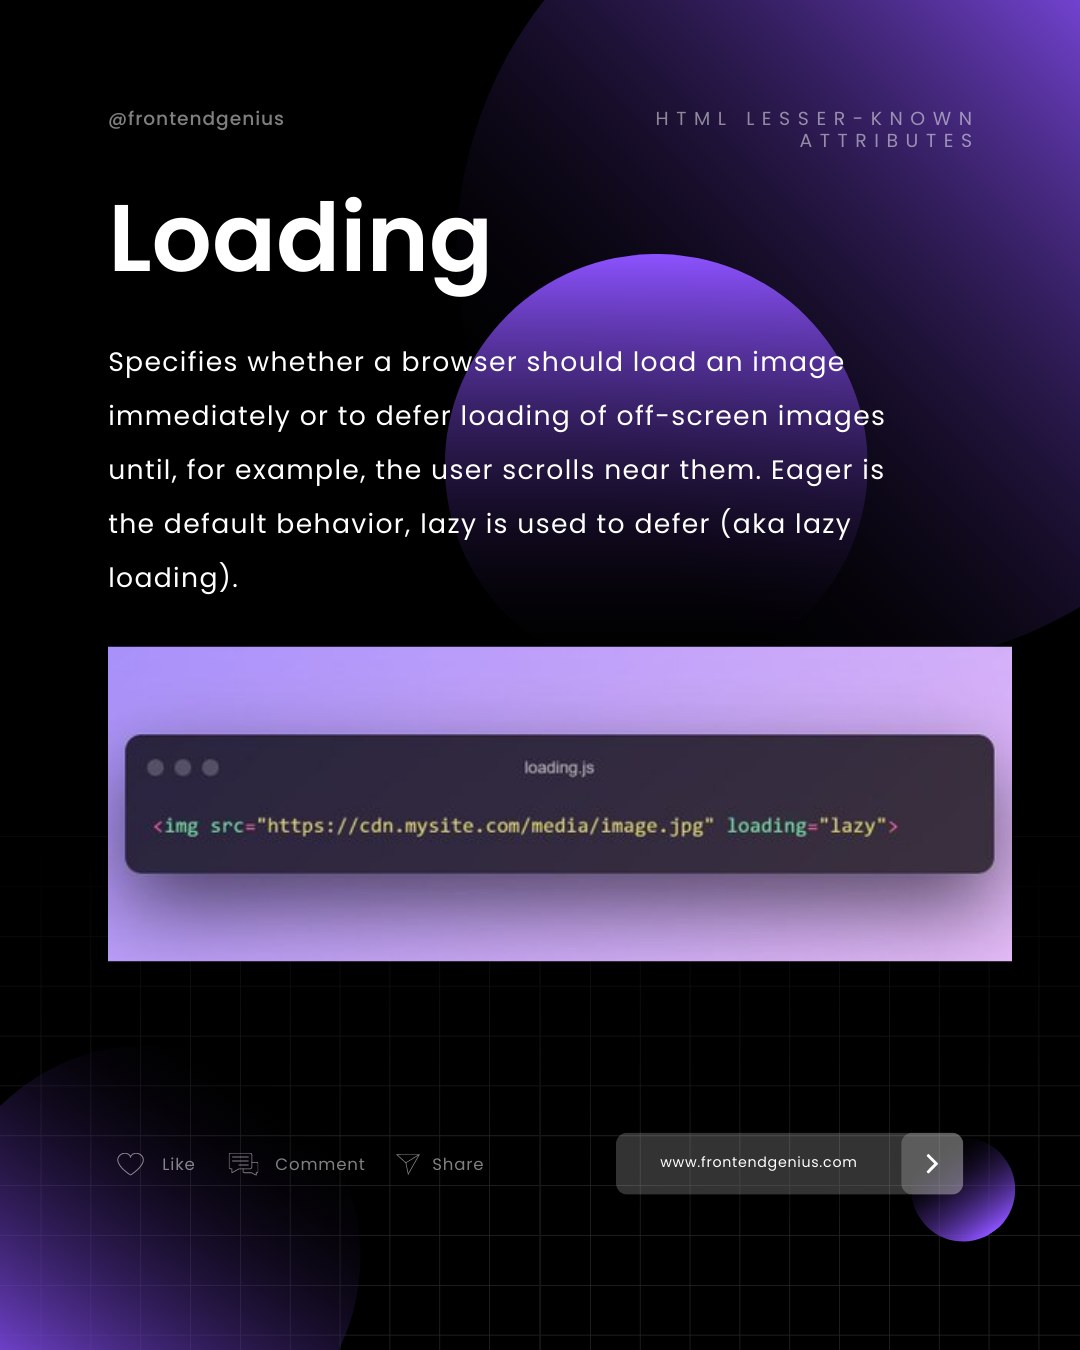 @frontendgenius
HTML LESSER-KNOWN
ATTRIBUTES
Loading
Specifies whether a browser should load an image
immediately or to defer loading of off-screen images
until, for example, the user scrolls near them. Eager is
the default behavior, lazy is used to defer (aka lazy
loading).
loading.js
<img src="https://cdn.mysite.com/media/image.jpg" loading="lazy">
Like Comment Share
www.frontendgenius.com